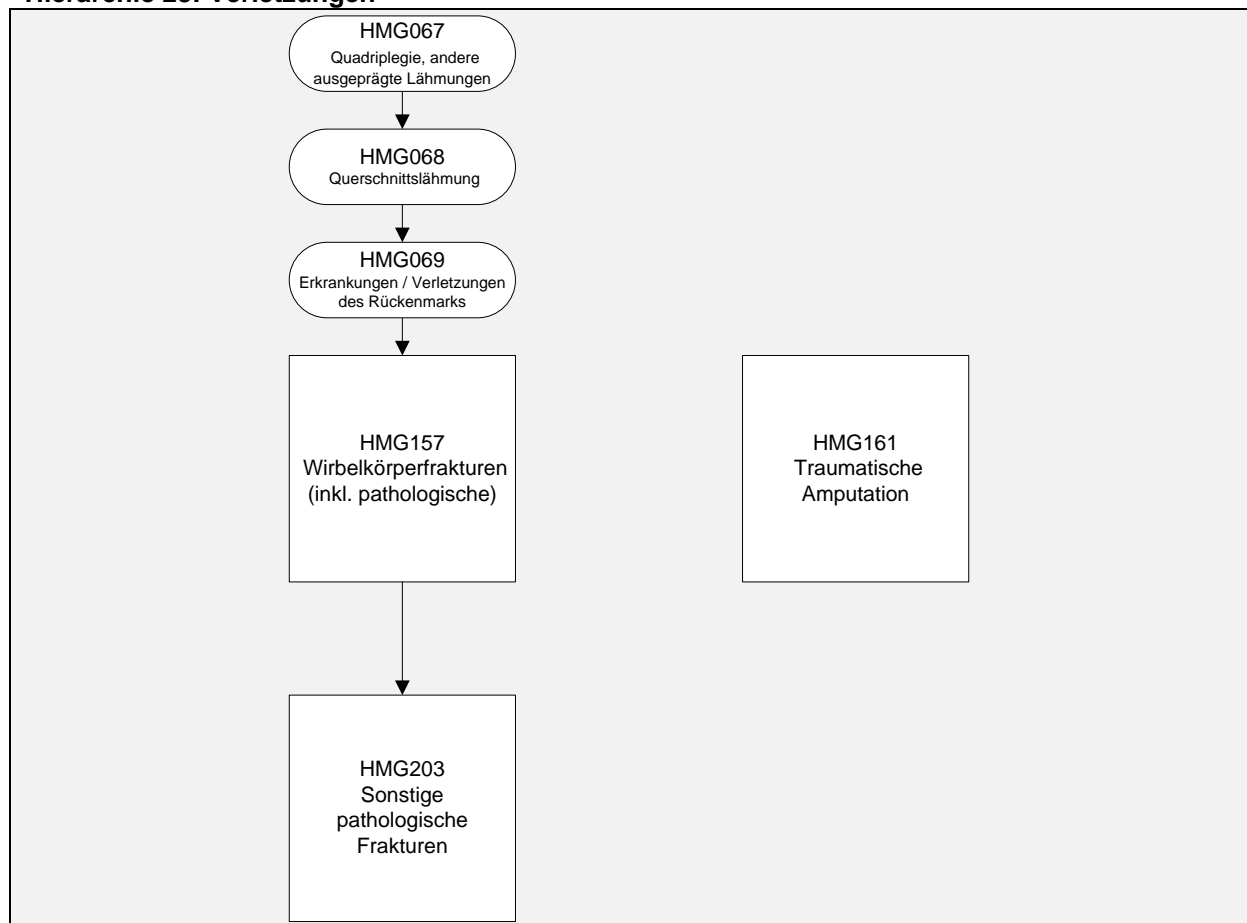 HMG067
Quadriplegie, andere
ausgeprägte Lähmungen
HMG068
Querschnittslähmung
HMG069
Erkrankungen / Verletzungen
des Rückenmarks
HMG157
Wirbelkörperfrakturen
(inkl. pathologische)
HMG161
Traumatische
Amputation
HMG203
Sonstige
pathologische
Frakturen